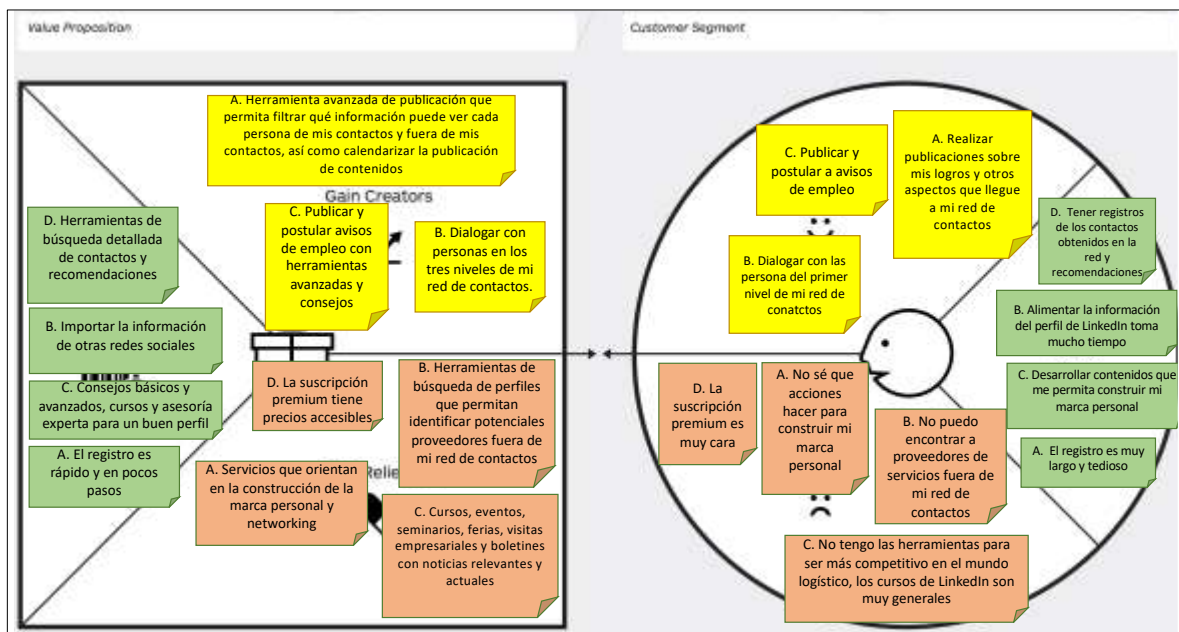 Value Proposition
Customer Segment
A. Herramienta avanzada de publicación que
permita filtrar qué información puede ver cada
persona de mis contactos y fuera de mis
contactos, así como calendarizar la publicación
de contenidos
Gain Creators
C. Publicar y
postular avisos
de empleo con
herramientas
avanzadas y
consejos
B. Dialogar con
personas en los
tres niveles de mi
red de contactos.
D. Herramientas de
búsqueda detallada
de contactos y
recomendaciones
B. Importar la información
de otras redes sociales
C. Consejos básicos y
avanzados, cursos y asesoría
experta para un buen perfil
A. El registro es
rápido y en pocos
pasos
D. La suscripción
premium tiene
precios accesibles
B. Herramientas de
búsqueda de perfiles
que permitan
identificar potenciales
proveedores fuera de
mi red de contactos
A. Servicios que orientan
en la construcción de la
marca personal y
networking
C. Cursos, eventos,
seminarios, ferias, visitas
empresariales y boletines
con noticias relevantes y
actuales
C. Publicar y
postular a avisos
de empleo
A. Realizar
publicaciones sobre
mis logros y otros
aspectos que llegue
a mi red de
contactos
B. Dialogar con las
persona del primer
nivel de mi red de
conatctos
D. Tener registros
de los contactos
obtenidos en la
red y
recomendaciones
B. Alimentar la información
del perfil de LinkedIn toma
mucho tiempo
C. Desarrollar contenidos que
me permita construir mi
marca personal
A. El registro es muy
largo y tedioso
D. La
suscripción
premium es
muy cara
A. No sé que
acciones
hacer para
construir mi
marca
personal
B. No puedo
encontrar a
proveedores de
servicios fuera de
mi red de
contactos
C. No tengo las herramientas para
ser más competitivo en el mundo
logístico, los cursos de LinkedIn son
muy generales